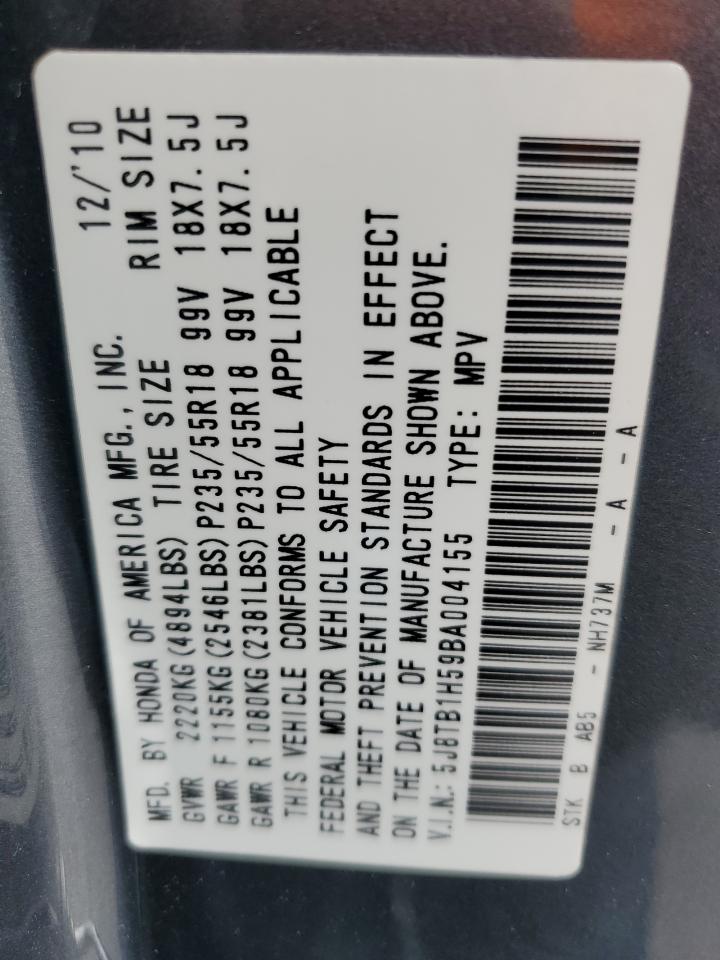 MFD. BY HONDA OF AMERICA MFG., INC. 12/'10
GVWR 2220KG(4894LBS) TIRE SIZE RIM SIZE
GAWR F 1155KG(2546LBS)P235/55R18 99V 18X7.5J
GAWR R 1080KG(2381LBS)P235/55R18 99V 18X7.5J
THIS VEHICLE CONFORMS TO ALL APPLICABLE
FEDERAL MOTOR VEHICLE SAFETY
AND THEFT PREVENTION STANDARDS IN EFFECT
ON THE DATE OF MANUFACTURE SHOWN ABOVE.
V.I.N.: 5J8TB1H59BA004155 TYPE: MPV
STK B AB5 - NH737M - A - A